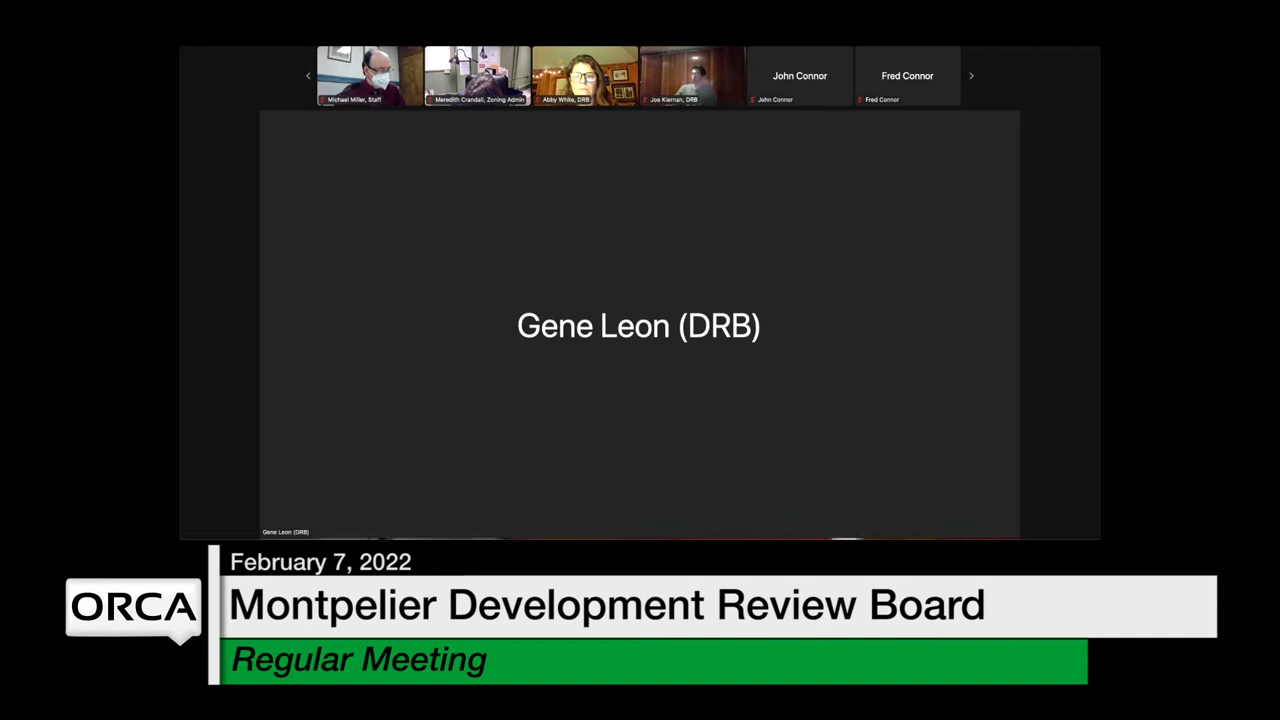 John Connor
Fred Connor
Michael Miller, Staff
Meredith Crandall, Zoning Admin
Abby White, DRB
Joe Kiernan, DRB
John Connor
Fred Connor
Gene Leon (DRB)
Gene Leon (DRB)
February 7, 2022
ORCA
Montpelier Development Review Board
Regular Meeting